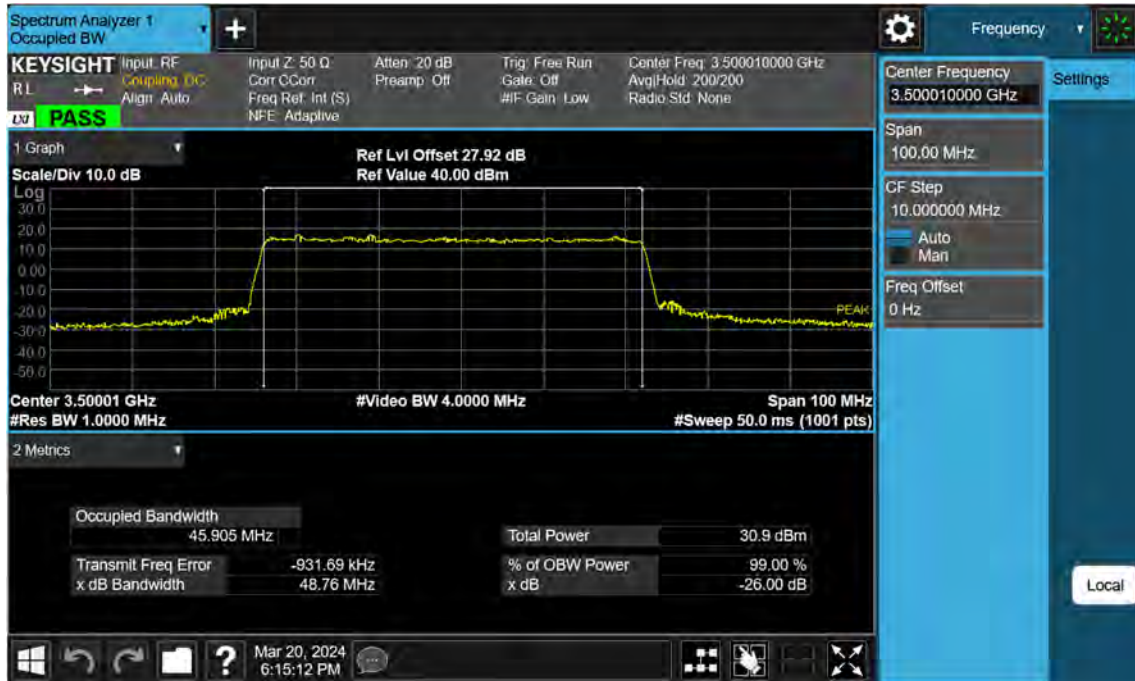 Spectrum Analyzer 1
Occupied BW
+
Frequency
KEYSIGHT
RL
LXI PASS
Input: RF
Coupling: DC
Align: Auto
Input Z: 50 Ω
Corr CCorr
Freq Ref: Int (S)
NFE: Adaptive
Atten: 20 dB
Preamp: Off
Trig: Free Run
Gate: Off
#IF Gain: Low
Center Freq: 3.500010000 GHz
Avg|Hold: 200/200
Radio Std: None
1 Graph
Scale/Div 10.0 dB
Ref Lvl Offset 27.92 dB
Ref Value 40.00 dBm
Log
30.0
20.0
10.0
0.00
-10.0
-20.0
-30.0
-40.0
-50.0
PEAK
Center 3.50001 GHz
#Res BW 1.0000 MHz
#Video BW 4.0000 MHz
Span 100 MHz
#Sweep 50.0 ms (1001 pts)
2 Metrics
Occupied Bandwidth
45.905 MHz
Total Power 30.9 dBm
Transmit Freq Error -931.69 kHz
% of OBW Power 99.00 %
x dB Bandwidth 48.76 MHz
x dB -26.00 dB
Center Frequency
3.500010000 GHz
Settings
Span
100.00 MHz
CF Step
10.000000 MHz
Auto
Man
Freq Offset
0 Hz
Local
?
Mar 20, 2024
6:15:12 PM